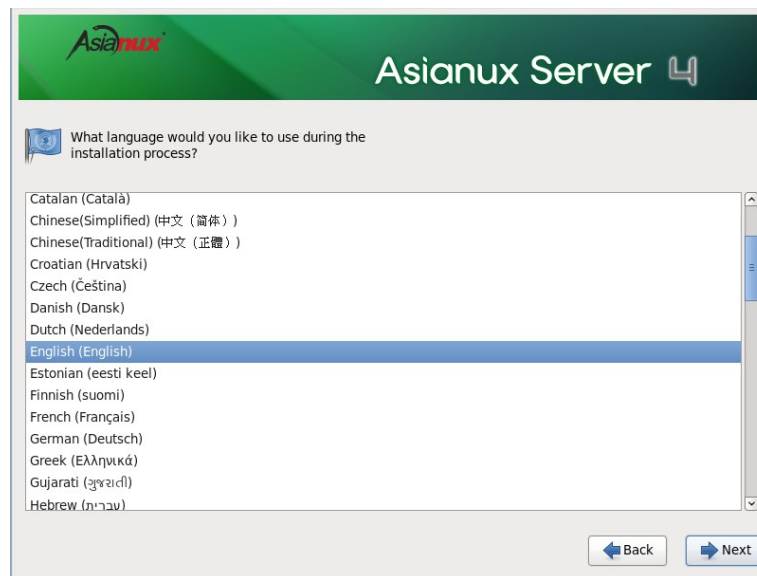 Asianux
Asianux Server 4
What language would you like to use during the
installation process?
Catalan (Català)
Chinese(Simplified) (中文（简体）)
Chinese(Traditional) (中文（正體）)
Croatian (Hrvatski)
Czech (Čeština)
Danish (Dansk)
Dutch (Nederlands)
English (English)
Estonian (eesti keel)
Finnish (suomi)
French (Français)
German (Deutsch)
Greek (Ελληνικά)
Gujarati (ગુજરાતી)
Hebrew (עברית)
Back
Next